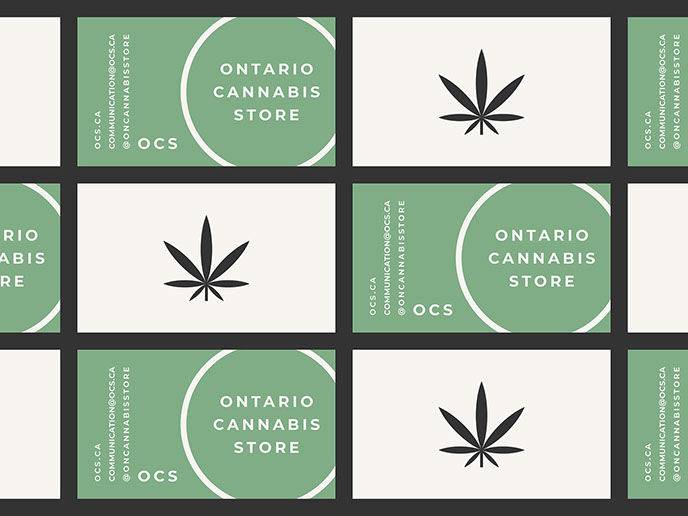 OCS.CA
COMMUNICATION@OCS.CA
@ONCANNABISSTORE
OCS
ONTARIO
CANNABIS
STORE
OCS.CA
COMMUNICATION@OCS.CA
@ONCANNABISSTORE
RIO
ABIS
RE
OCS.CA
COMMUNICATION@OCS.CA
@ONCANNABISSTORE
OCS
ONTARIO
CANNABIS
STORE
OCS.CA
COMMUNICATION@OCS.CA
@ONCANNABISSTORE
OCS
ONTARIO
CANNABIS
STORE
OCS.CA
COMMUNICATION@OCS.CA
@ONCANNABISSTORE